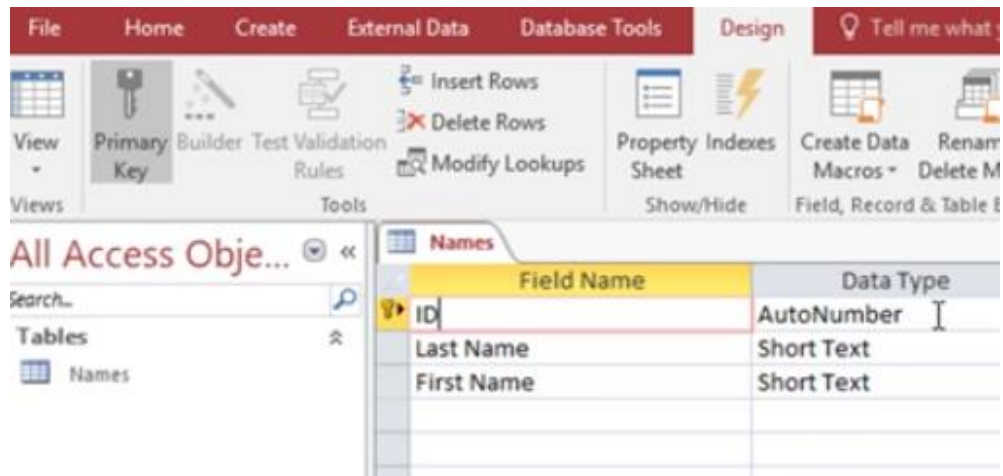 File Home Create External Data Database Tools Design Tell me what
Insert Rows
Delete Rows
Modify Lookups
View Primary Key Builder Test Validation Rules Property Sheet Indexes Create Data Macros
Views Tools Show/Hide Field, Record & Table
All Access Obje...
Search...
Tables
Names
Names
Field Name Data Type
ID AutoNumber
Last Name Short Text
First Name Short Text